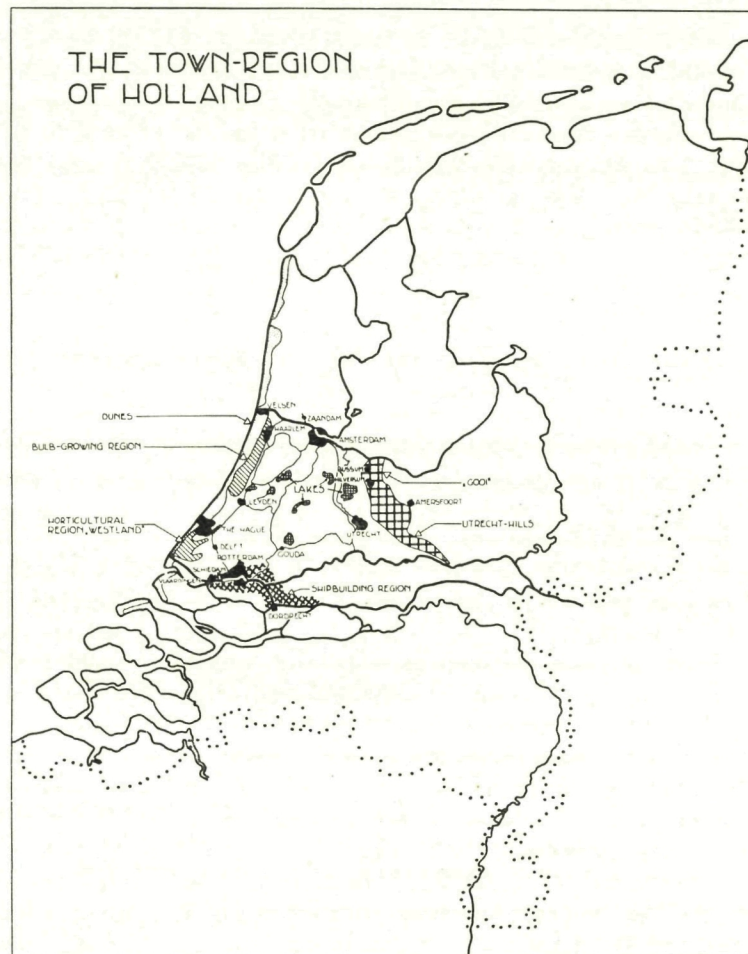 THE TOWN-REGION
OF HOLLAND
VELSEN
DUNES
ZAANDAM
HAARLEM
AMSTERDAM
BULB-GROWING REGION
BUSSUM
„GOOI"
HILVERSUM
LAKES
LEYDEN
AMERSFOORT
HORTICULTURAL
REGION „WESTLAND"
THE HAGUE
UTRECHT
UTRECHT-HILLS
DELFT
GOUDA
ROTTERDAM
SCHIEDAM
VLAARDINGEN
SHIPBUILDING REGION
DORDRECHT